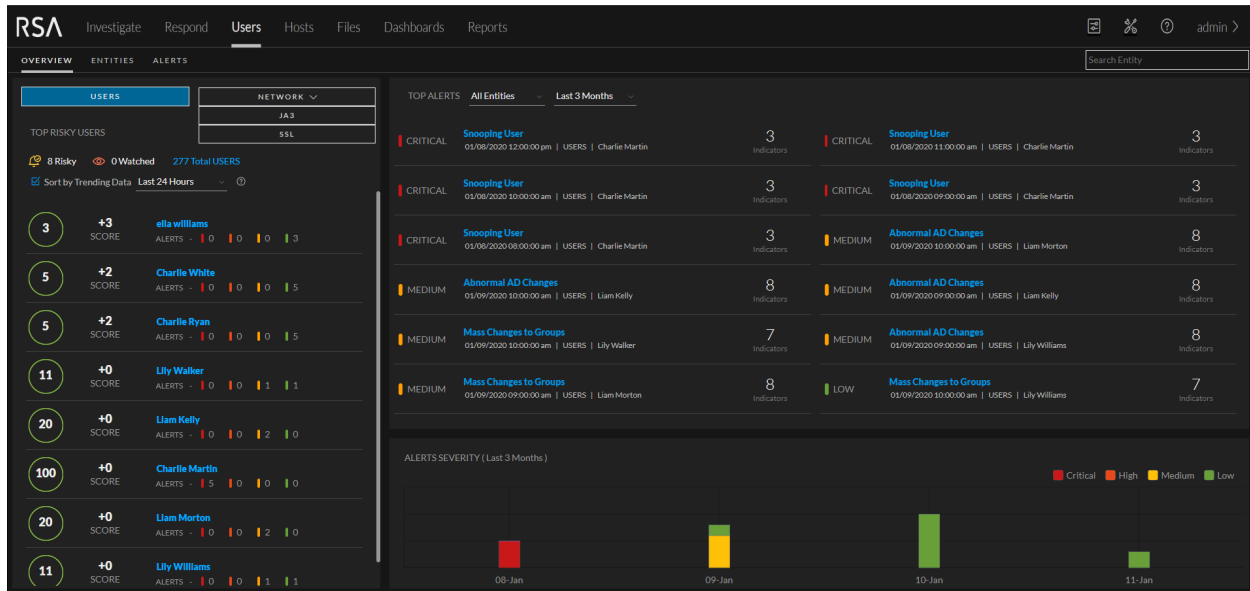 RSA Investigate Respond Users Hosts Files Dashboards Reports admin >
OVERVIEW ENTITIES ALERTS Search Entity
USERS NETWORK
JA3
SSL
TOP RISKY USERS
8 Risky 0 Watched 277 Total USERS
Sort by Trending Data Last 24 Hours
3 +3 SCORE ella williams
ALERTS - 0 0 0 3
5 +2 SCORE Charlie White
ALERTS - 0 0 0 5
5 +2 SCORE Charlie Ryan
ALERTS - 0 0 0 5
11 +0 SCORE Lily Walker
ALERTS - 0 0 1 1
20 +0 SCORE Liam Kelly
ALERTS - 0 0 2 0
100 +0 SCORE Charlie Martin
ALERTS - 5 0 0 0
20 +0 SCORE Liam Morton
ALERTS - 0 0 2 0
11 +0 SCORE Lily Williams
ALERTS - 0 0 1 1
TOP ALERTS All Entities Last 3 Months
CRITICAL Snooping User 3
01/08/2020 12:00:00 pm | USERS | Charlie Martin Indicators
CRITICAL Snooping User 3
01/08/2020 11:00:00 am | USERS | Charlie Martin Indicators
CRITICAL Snooping User 3
01/08/2020 10:00:00 am | USERS | Charlie Martin Indicators
CRITICAL Snooping User 3
01/08/2020 09:00:00 am | USERS | Charlie Martin Indicators
CRITICAL Snooping User 3
01/08/2020 08:00:00 am | USERS | Charlie Martin Indicators
MEDIUM Abnormal AD Changes 8
01/09/2020 10:00:00 am | USERS | Liam Morton Indicators
MEDIUM Abnormal AD Changes 8
01/09/2020 10:00:00 am | USERS | Liam Kelly Indicators
MEDIUM Abnormal AD Changes 8
01/09/2020 09:00:00 am | USERS | Liam Kelly Indicators
MEDIUM Mass Changes to Groups 7
01/09/2020 10:00:00 am | USERS | Lily Walker Indicators
MEDIUM Abnormal AD Changes 8
01/09/2020 09:00:00 am | USERS | Lily Williams Indicators
MEDIUM Mass Changes to Groups 8
01/09/2020 09:00:00 am | USERS | Liam Morton Indicators
LOW Mass Changes to Groups 7
01/09/2020 10:00:00 am | USERS | Lily Williams Indicators
ALERTS SEVERITY ( Last 3 Months )
Critical High Medium Low
08-Jan 09-Jan 10-Jan 11-Jan